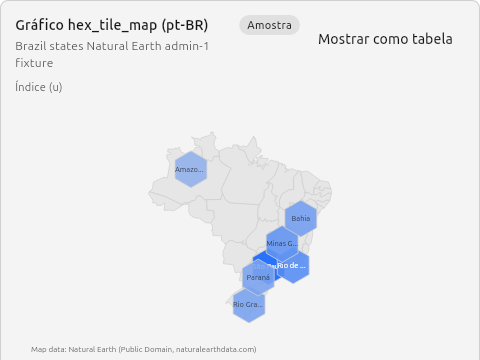 Gráfico hex_tile_map (pt-BR)
Amostra
Mostrar como tabela
Brazil states Natural Earth admin-1
fixture
Índice (u)
Amazo...
Bahia
Minas G...
Rio de ...
Paraná
Rio Gra...
Map data: Natural Earth (Public Domain, naturalearthdata.com)